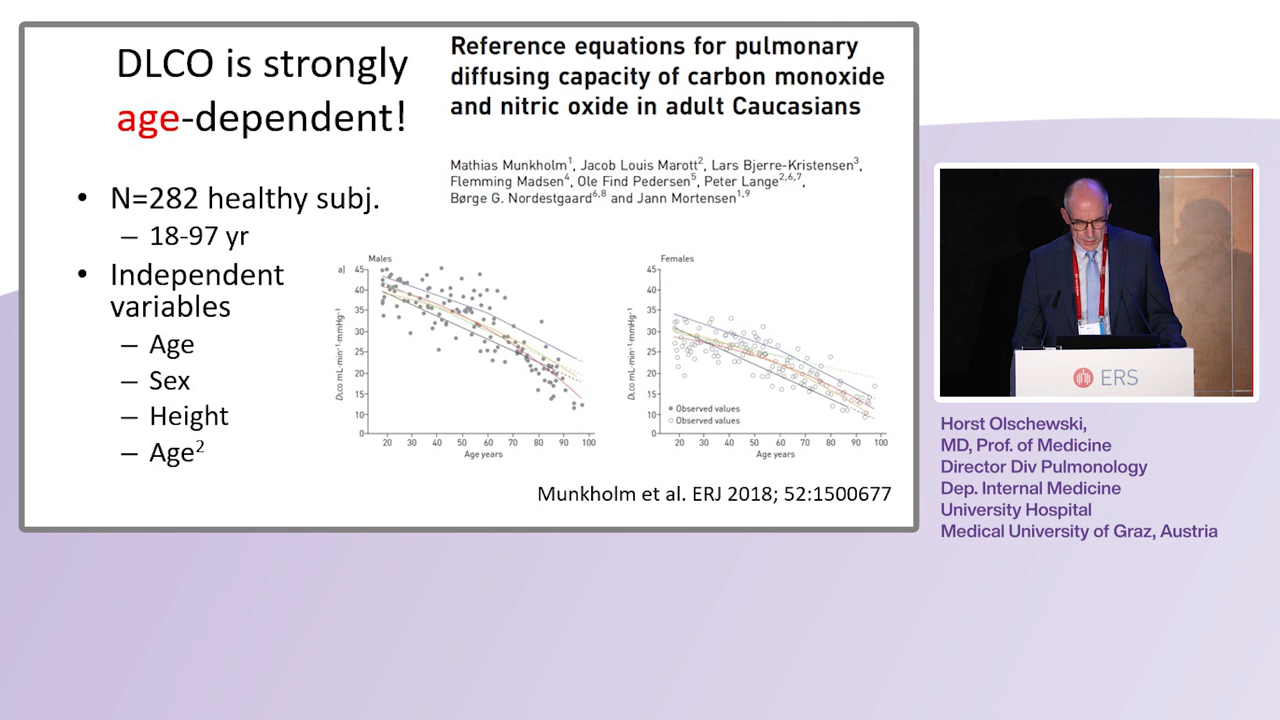 DLCO is strongly
age-dependent!
• N=282 healthy subj.
– 18-97 yr
• Independent
variables
– Age
– Sex
– Height
– Age²
Reference equations for pulmonary
diffusing capacity of carbon monoxide
and nitric oxide in adult Caucasians
Mathias Munkholm¹, Jacob Louis Marott², Lars Bjerre-Kristensen³,
Flemming Madsen⁴, Ole Find Pedersen⁵, Peter Lange²,⁶,⁷,
Børge G. Nordestgaard⁶,⁸ and Jann Mortensen¹,⁹
a)
Males
45
40
35
30
25
20
15
10
0
DLCO mL·min⁻¹·mmHg⁻¹
20 30 40 50 60 70 80 90 100
Age years
Females
45
40
35
30
25
20
15
10
0
DLCO mL·min⁻¹·mmHg⁻¹
Observed values
Observed values
20 30 40 50 60 70 80 90 100
Age years
Munkholm et al. ERJ 2018; 52:1500677
ERS
Horst Olschewski,
MD, Prof. of Medicine
Director Div Pulmonology
Dep. Internal Medicine
University Hospital
Medical University of Graz, Austria